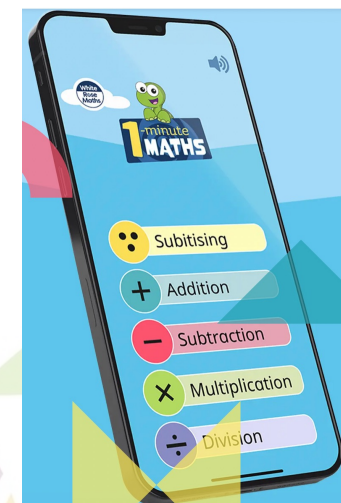 White
Rose
Maths
1-minute
MATHS
Subitising
+ Addition
− Subtraction
× Multiplication
÷ Division